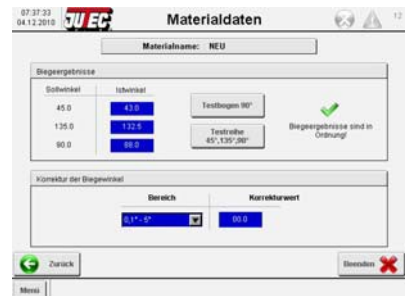 07:37:33
04.12.2010
JUTEC
Materialdaten
12
Materialname: NEU
Biegeergebnisse
Sollwinkel
Istwinkel
45.0
43.0
Testbogen 90°
135.0
132.5
Testreihe
45°,135°,90°
Biegeergebnisse sind in
Ordnung!
90.0
88.0
Korrektur der Biegewinkel
Bereich
Korrekturwert
0,1° - 5°
00.0
Zurück
Beenden
Menü